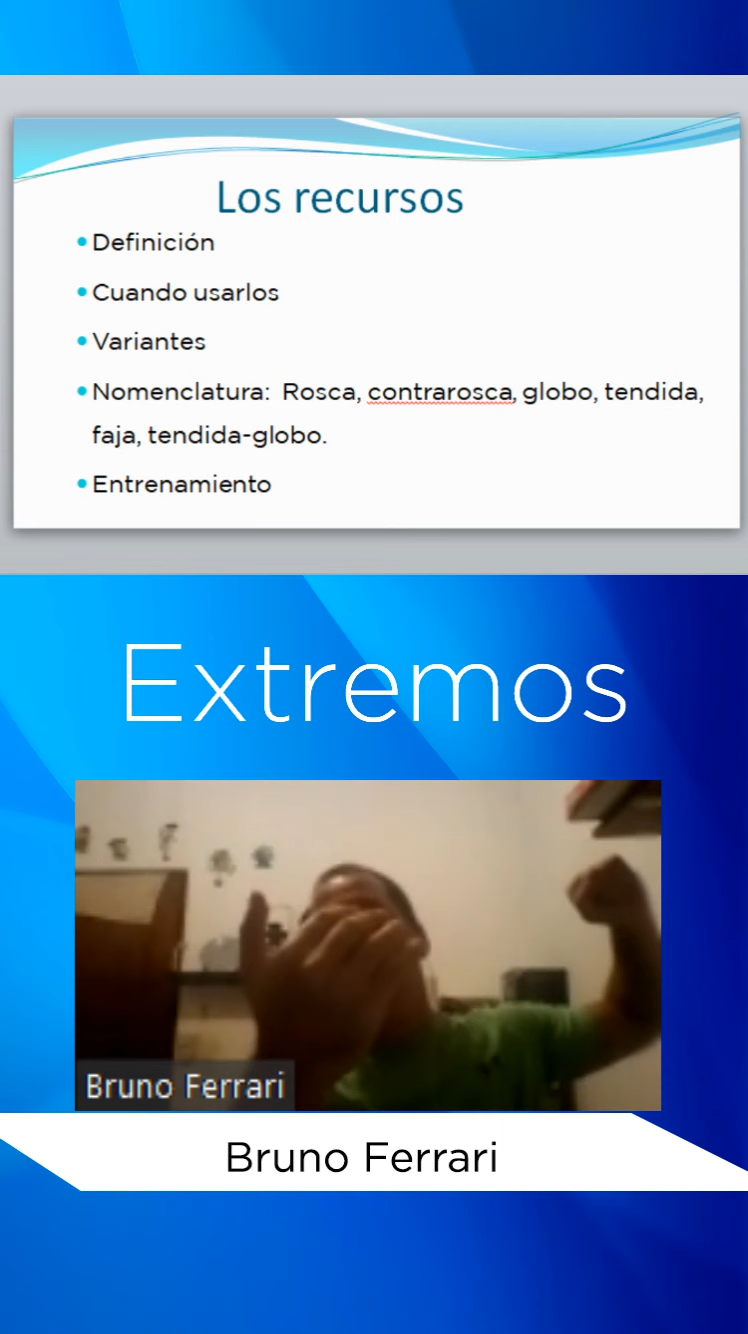 Los recursos
Definición
Cuando usarlos
Variantes
Nomenclatura: Rosca, contrarosca, globo, tendida,
faja, tendida-globo.
Entrenamiento
Extremos
Bruno Ferrari
Bruno Ferrari